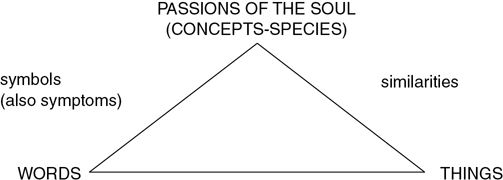 PASSIONS OF THE SOUL
(CONCEPTS-SPECIES)
symbols
(also symptoms)
similarities
WORDS
THINGS